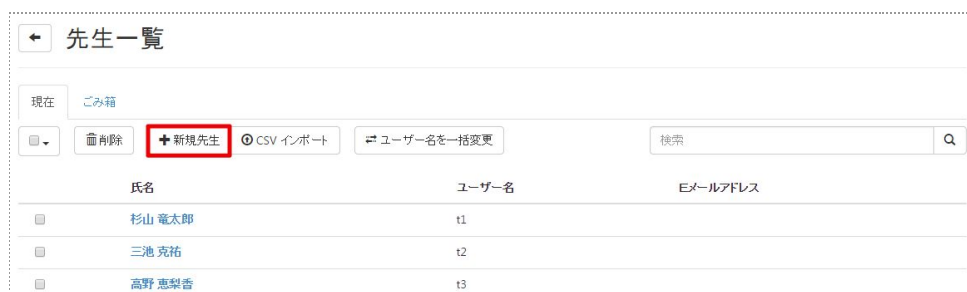 先生一覧
現在 ごみ箱
削除 新規先生 CSV インポート ユーザー名を一括変更 検索
氏名 ユーザー名 Eメールアドレス
杉山 竜太郎 t1
三池 克祐 t2
高野 恵梨香 t3